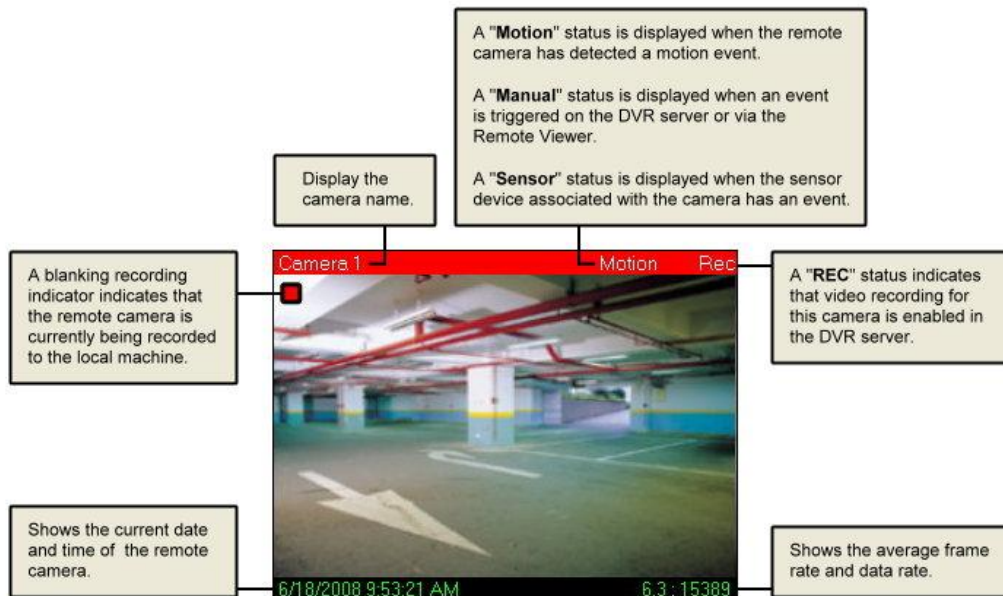 A "Motion" status is displayed when the remote
camera has detected a motion event.
A "Manual" status is displayed when an event
is triggered on the DVR server or via the
Remote Viewer.
A "Sensor" status is displayed when the sensor
device associated with the camera has an event.
Display the
camera name.
A blanking recording
indicator indicates that
the remote camera is
currently being recorded
to the local machine.
Camera 1 Motion Rec
A "REC" status indicates
that video recording for
this camera is enabled in
the DVR server.
Shows the current date
and time of the remote
camera.
6/18/2008 9:53:21 AM 6.3 : 15389
Shows the average frame
rate and data rate.